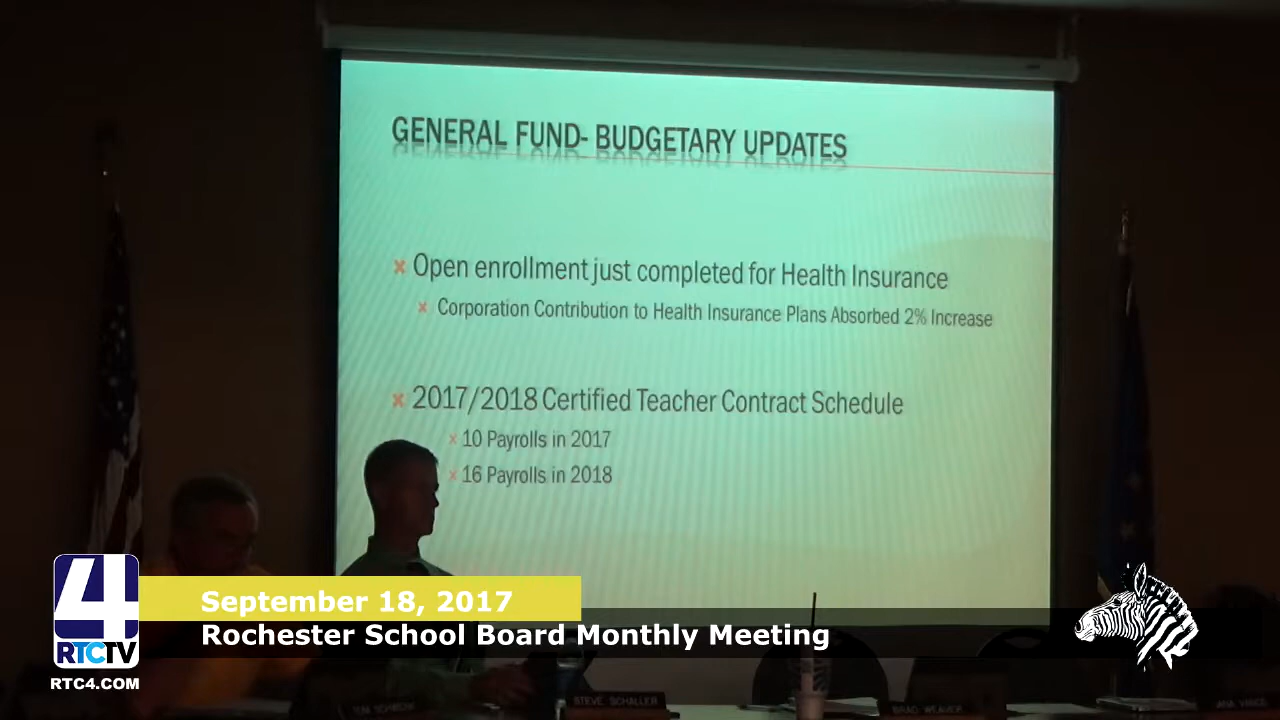 GENERAL FUND- BUDGETARY UPDATES
Open enrollment just completed for Health Insurance
Corporation Contribution to Health Insurance Plans Absorbed 2% Increase
2017/2018 Certified Teacher Contract Schedule
10 Payrolls in 2017
16 Payrolls in 2018
4
RTCTV
RTC4.COM
September 18, 2017
Rochester School Board Monthly Meeting
STEVE SCHALLER
BRAD WEAVER